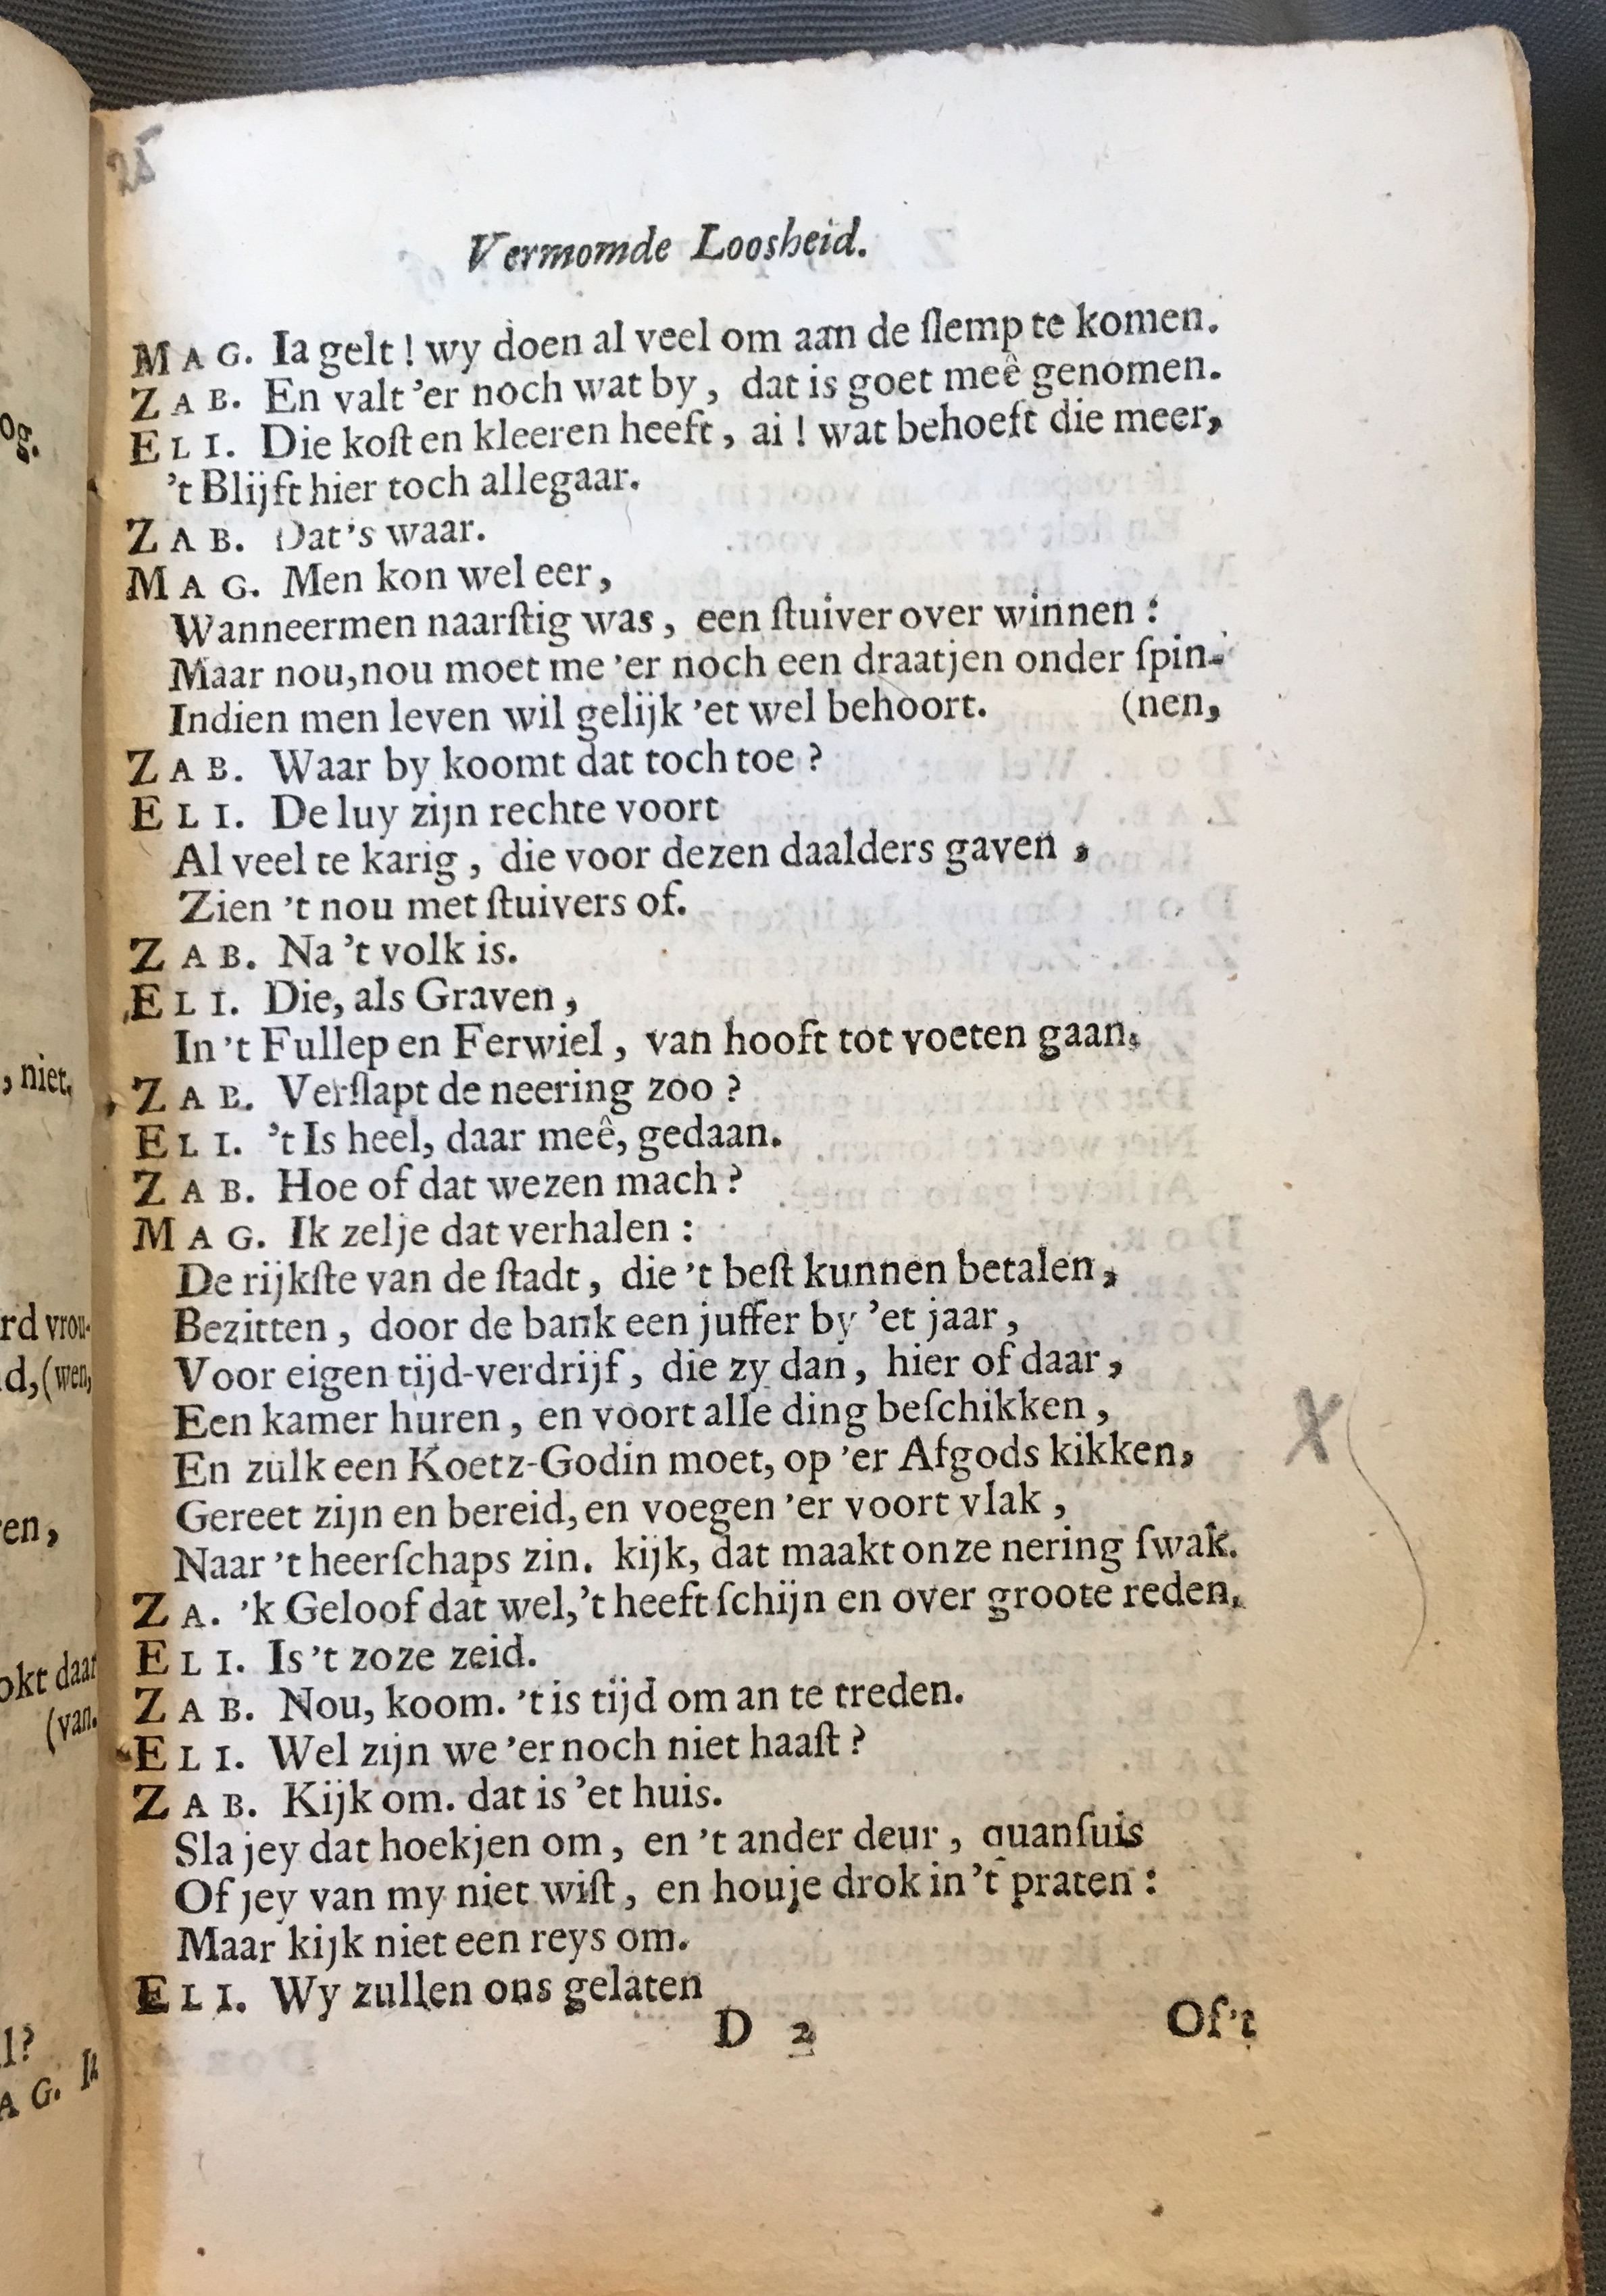 25
Vermomde Loosheid.
MAG. Ia gelt! wy doen al veel om aan de ſlemp te komen.
ZAB. En valt 'er noch wat by, dat is goet meê genomen.
ELI. Die koſt en kleeren heeft, ai! wat behoeft die meer,
't Blijft hier toch allegaar.
ZAB. Dat's waar.
MAG. Men kon wel eer,
Wanneermen naarſtig was, een ſtuiver over winnen:
Maar nou, nou moet me 'er noch een draatjen onder ſpin-
Indien men leven wil gelijk 'et wel behoort. (nen,
ZAB. Waar by koomt dat toch toe?
ELI. De luy zijn rechte voort
Al veel te karig, die voor dezen daalders gaven,
Zien 't nou met ſtuivers of.
ZAB. Na 't volk is.
ELI. Die, als Graven,
In 't Fullep en Ferwiel, van hooft tot voeten gaan.
ZAB. Verſlapt de neering zoo?
ELI. 't Is heel, daar meê, gedaan.
ZAB. Hoe of dat wezen mach?
MAG. Ik zelje dat verhalen:
De rijkſte van de ſtadt, die 't beſt kunnen betalen,
Bezitten, door de bank een juffer by 'et jaar,
Voor eigen tijd-verdrijf, die zy dan, hier of daar,
Een kamer huren, en voort alle ding beſchikken,
En zulk een Koetz-Godin moet, op 'er Afgods kikken,
Gereet zijn en bereid, en voegen 'er voort vlak,
Naar 't heerſchaps zin. kijk, dat maakt onze nering ſwak.
ZA. 'k Geloof dat wel, 't heeft ſchijn en over groote reden.
ELI. Is 't zoze zeid.
ZAB. Nou, koom. 't is tijd om an te treden.
ELI. Wel zijn we 'er noch niet haaſt?
ZAB. Kijk om. dat is 'et huis.
Sla jey dat hoekjen om, en 't ander deur, quanſuis
Of jey van my niet wiſt, en houje drok in 't praten:
Maar kijk niet een reys om.
ELI. Wy zullen ons gelaten
D 2 Of 't
og.
, niet.
rd vrou-
d, (wen,
en,
okt daar
(van.
l?
AG. I
X